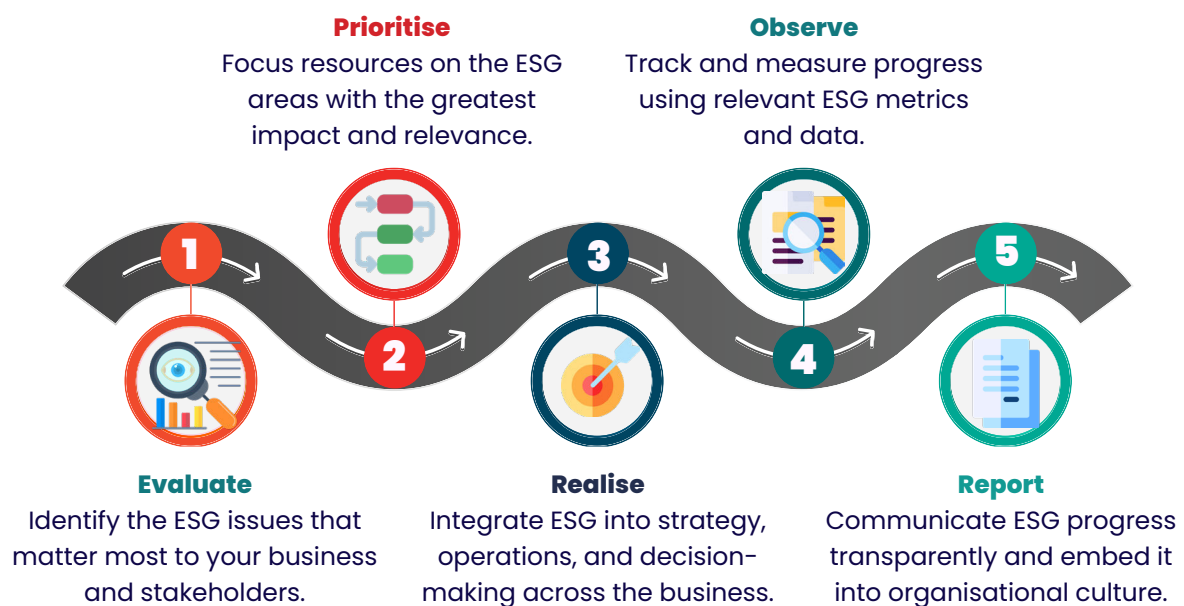 Prioritise
Focus resources on the ESG
areas with the greatest
impact and relevance.
Observe
Track and measure progress
using relevant ESG metrics
and data.
1
2
3
4
5
Evaluate
Identify the ESG issues that
matter most to your business
and stakeholders.
Realise
Integrate ESG into strategy,
operations, and decision-
making across the business.
Report
Communicate ESG progress
transparently and embed it
into organisational culture.